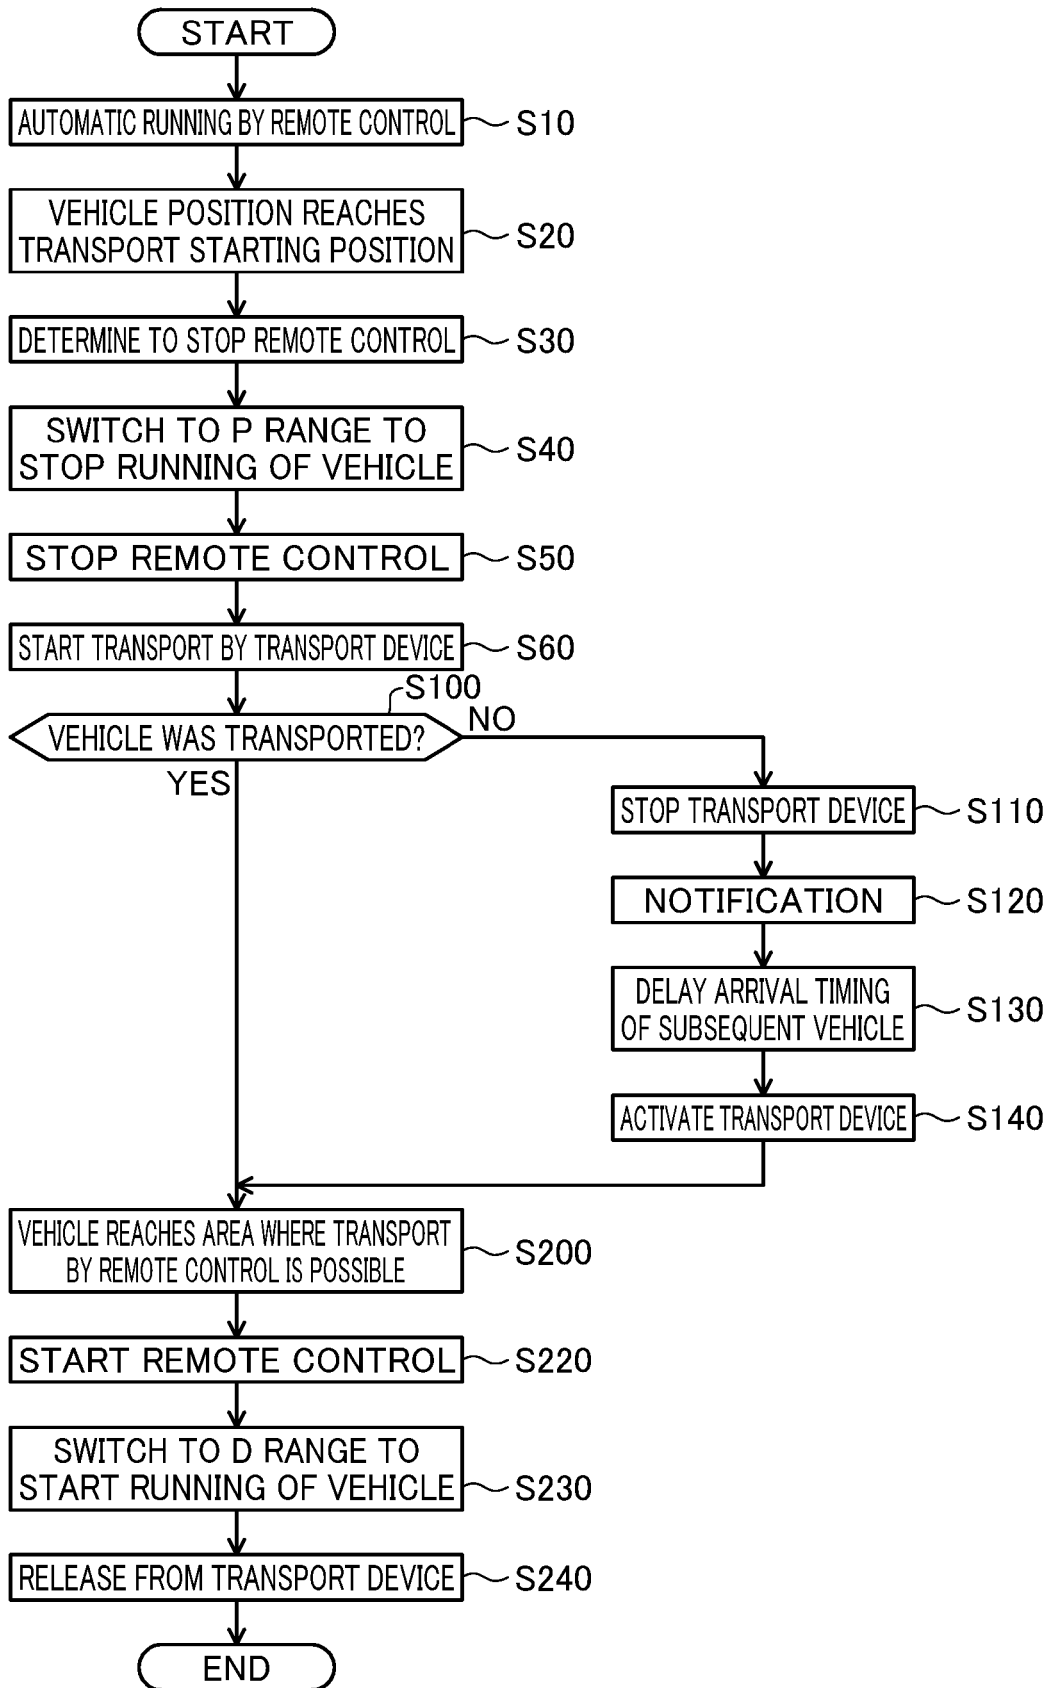 START
AUTOMATIC RUNNING BY REMOTE CONTROL
S10
VEHICLE POSITION REACHES
TRANSPORT STARTING POSITION
S20
DETERMINE TO STOP REMOTE CONTROL
S30
SWITCH TO P RANGE TO
STOP RUNNING OF VEHICLE
S40
STOP REMOTE CONTROL
S50
START TRANSPORT BY TRANSPORT DEVICE
S60
S100
VEHICLE WAS TRANSPORTED?
NO
YES
STOP TRANSPORT DEVICE
S110
NOTIFICATION
S120
DELAY ARRIVAL TIMING
OF SUBSEQUENT VEHICLE
S130
ACTIVATE TRANSPORT DEVICE
S140
VEHICLE REACHES AREA WHERE TRANSPORT
BY REMOTE CONTROL IS POSSIBLE
S200
START REMOTE CONTROL
S220
SWITCH TO D RANGE TO
START RUNNING OF VEHICLE
S230
RELEASE FROM TRANSPORT DEVICE
S240
END